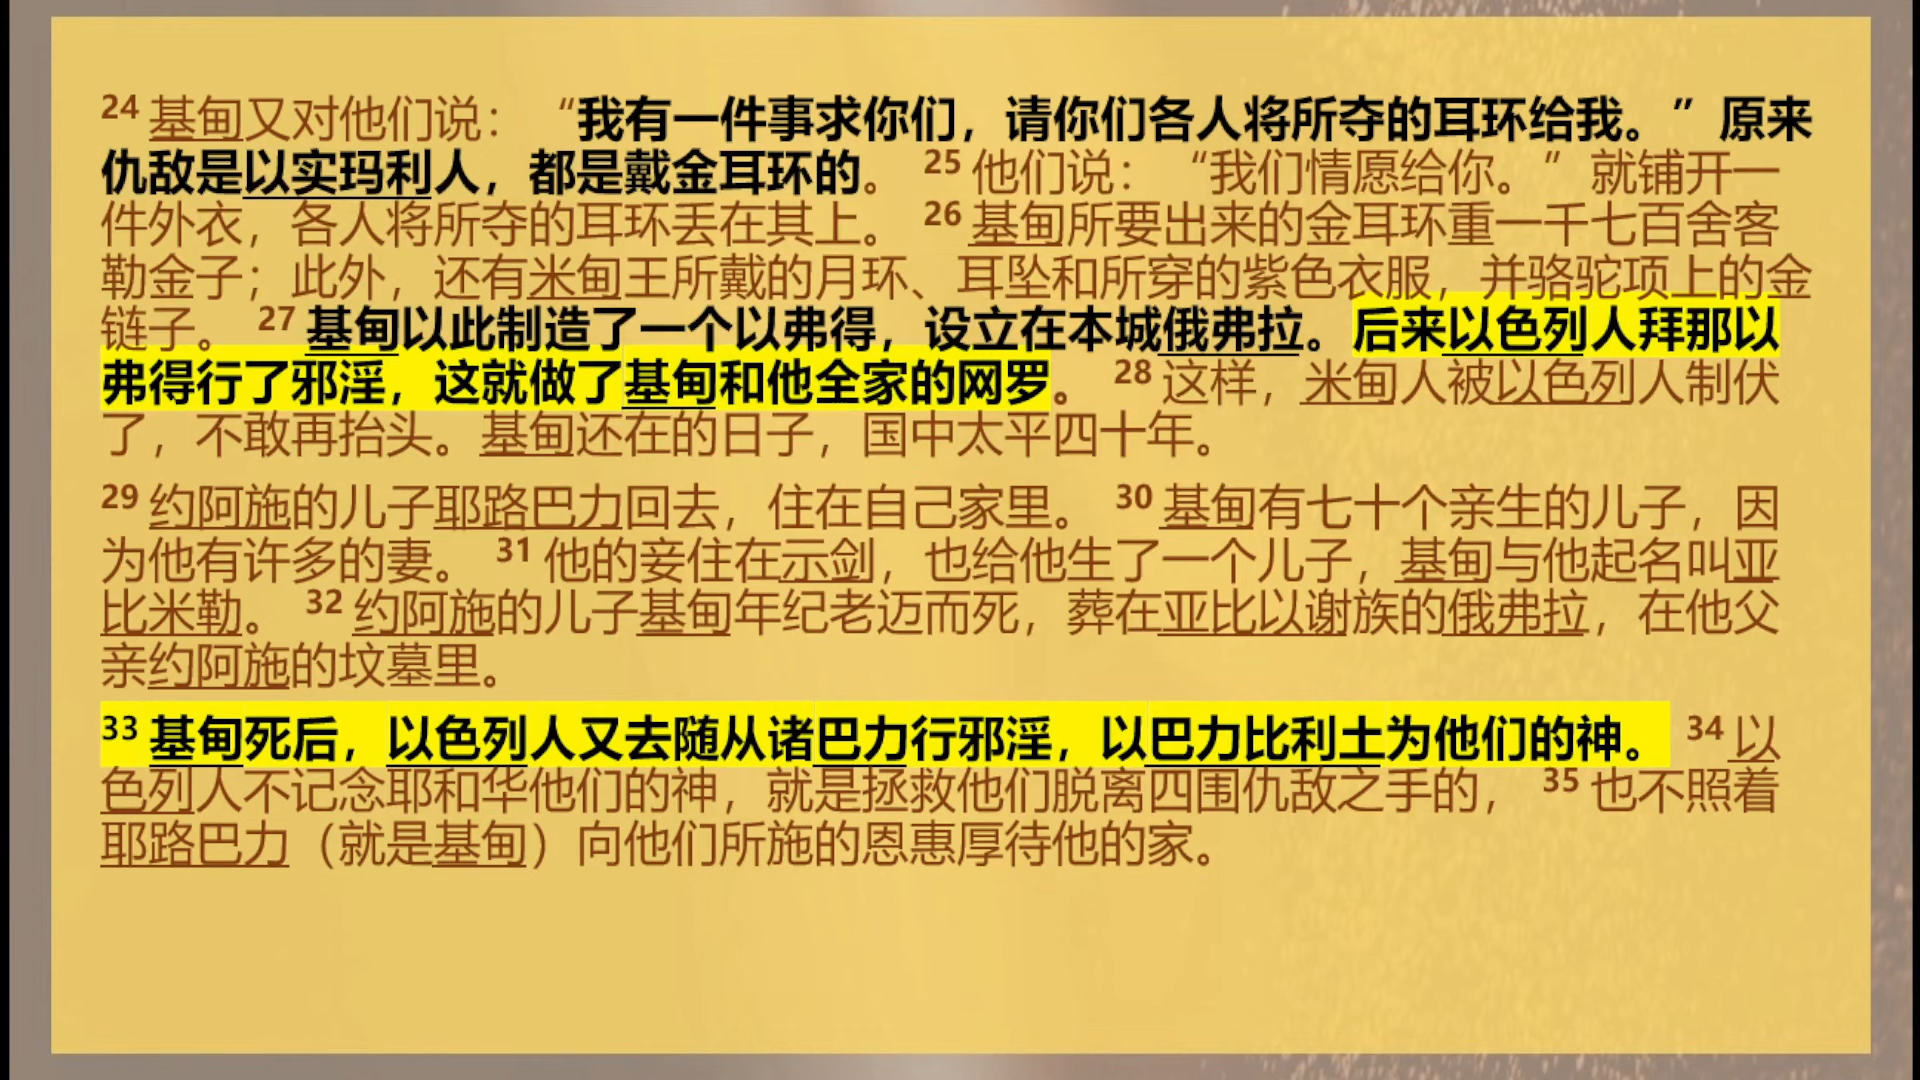 24 基甸又对他们说：“我有一件事求你们，请你们各人将所夺的耳环给我。”原来
仇敌是以实玛利人，都是戴金耳环的。 25 他们说：“我们情愿给你。”就铺开一
件外衣，各人将所夺的耳环丢在其上。 26 基甸所要出来的金耳环重一千七百舍客
勒金子；此外，还有米甸王所戴的月环、耳坠和所穿的紫色衣服，并骆驼项上的金
链子。 27 基甸以此制造了一个以弗得，设立在本城俄弗拉。后来以色列人拜那以
弗得行了邪淫，这就做了基甸和他全家的网罗。 28 这样，米甸人被以色列人制伏
了，不敢再抬头。基甸还在的日子，国中太平四十年。
29 约阿施的儿子耶路巴力回去，住在自己家里。 30 基甸有七十个亲生的儿子，因
为他有许多的妻。 31 他的妾住在示剑，也给他生了一个儿子，基甸与他起名叫亚
比米勒。 32 约阿施的儿子基甸年纪老迈而死，葬在亚比以谢族的俄弗拉，在他父
亲约阿施的坟墓里。
33 基甸死后，以色列人又去随从诸巴力行邪淫，以巴力比利土为他们的神。 34 以
色列人不记念耶和华他们的神，就是拯救他们脱离四围仇敌之手的， 35 也不照着
耶路巴力（就是基甸）向他们所施的恩惠厚待他的家。